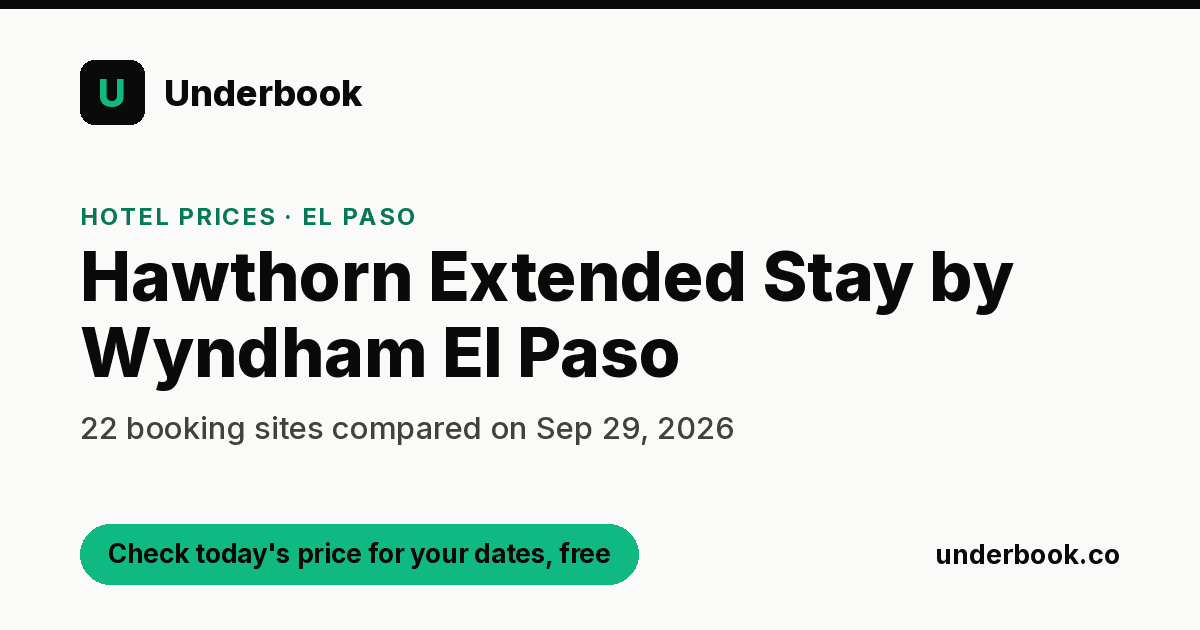 U Underbook
HOTEL PRICES · EL PASO
Hawthorn Extended Stay by
Wyndham El Paso
22 booking sites compared on Sep 29, 2026
Check today's price for your dates, free
underbook.co